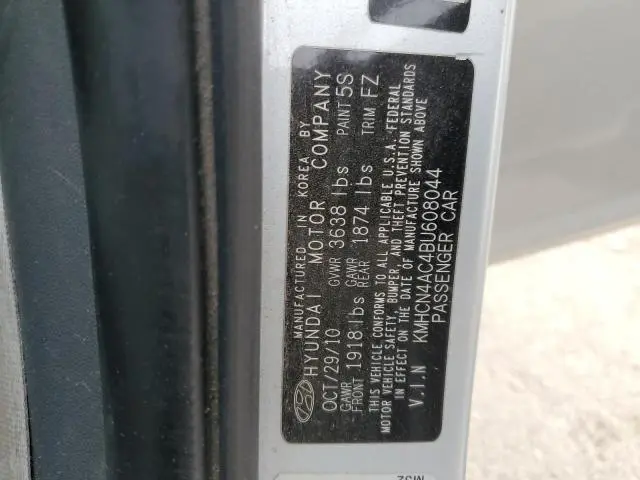 MANUFACTURED IN KOREA BY
HYUNDAI MOTOR COMPANY
OCT/29/10 GVWR 3638 lbs PAINT 5S
GAWR FRONT 1918 lbs GAWR REAR 1874 lbs TRIM FZ
THIS VEHICLE CONFORMS TO ALL APPLICABLE U.S.A. FEDERAL
MOTOR VEHICLE SAFETY, BUMPER, AND THEFT PREVENTION STANDARDS
IN EFFECT ON THE DATE OF MANUFACTURE SHOWN ABOVE
V.I.N KMHCN4AC4BU608044
PASSENGER CAR